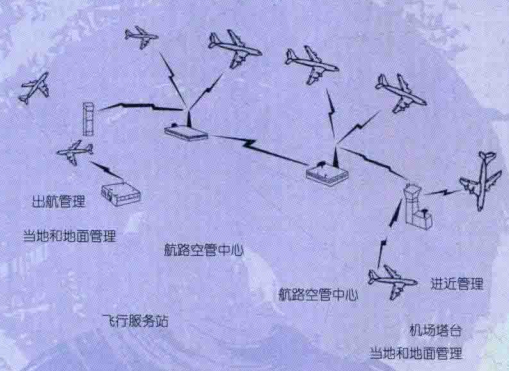 出航管理
当地和地面管理
航路空管中心
飞行服务站
航路空管中心
进近管理
机场塔台
当地和地面管理